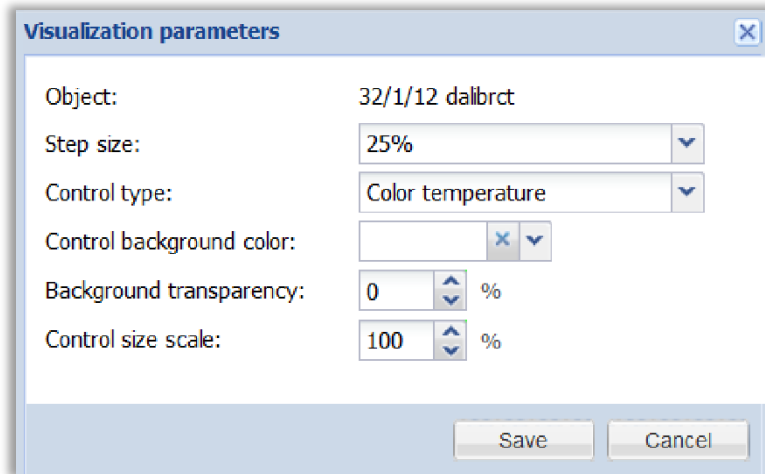 Visualization parameters
Object: 32/1/12 dalibrct
Step size: 25%
Control type: Color temperature
Control background color:
Background transparency: 0 %
Control size scale: 100 %
Save Cancel